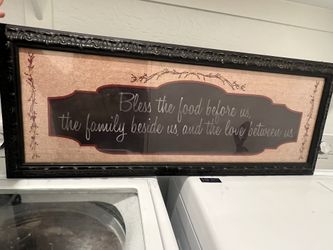 Bless the food before us,
the family beside us, and the love between us